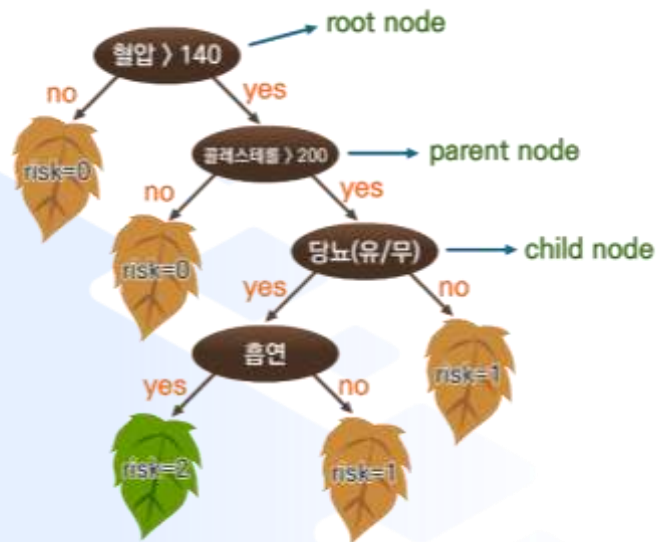 혈압 > 140
root node
no
yes
risk=0
콜레스테롤 > 200
parent node
no
yes
risk=0
당뇨(유/무)
child node
yes
no
흡연
risk=1
yes
no
risk=2
risk=1